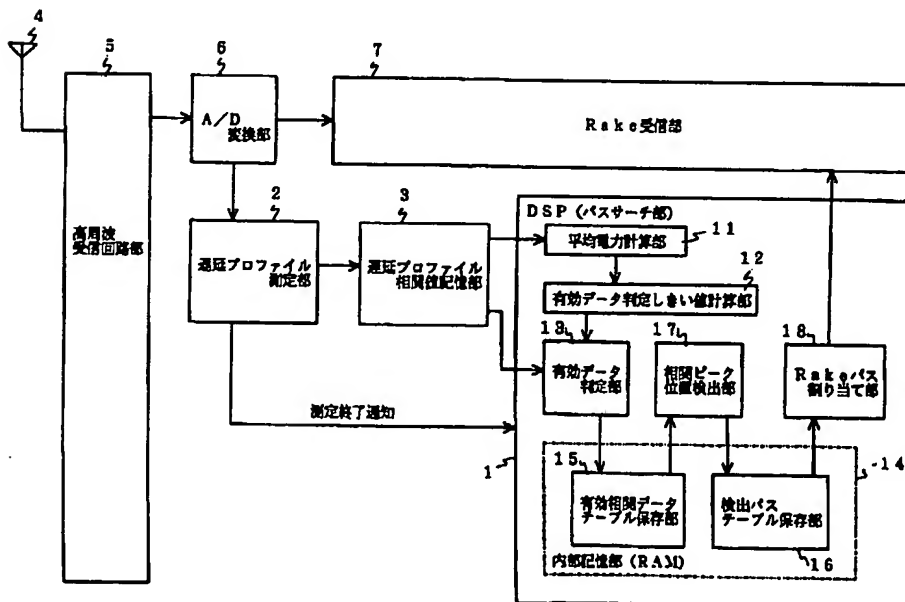 4
5
6
7
A/D
変換部
Rake受信部
高周波
受信回路部
2
遅延プロファイル
測定部
3
遅延プロファイル
相関値記憶部
DSP(パスサーチ部)
平均電力計算部
11
12
有効データ判定しきい値計算部
13
有効データ
判定部
17
相関ピーク
位置検出部
18
Rakeパス
割り当て部
測定終了通知
1
14
15
有効相関データ
テーブル保存部
検出パス
テーブル保存部
16
内部記憶部(RAM)